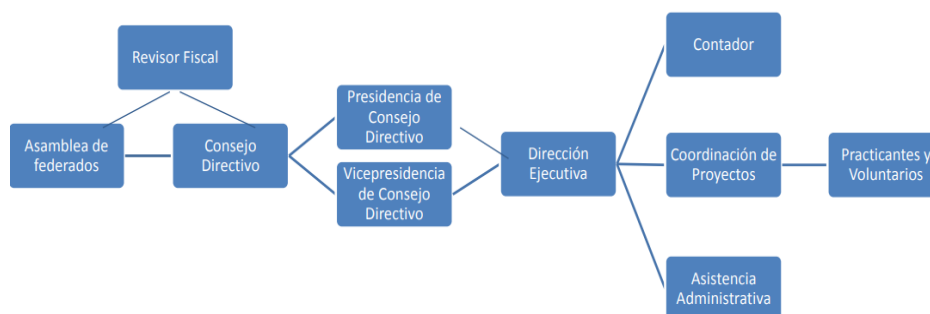 Revisor Fiscal
Asamblea de
federados
Consejo
Directivo
Presidencia de
Consejo
Directivo
Vicepresidencia
de Consejo
Directivo
Dirección
Ejecutiva
Contador
Coordinación de
Proyectos
Practicantes y
Voluntarios
Asistencia
Administrativa